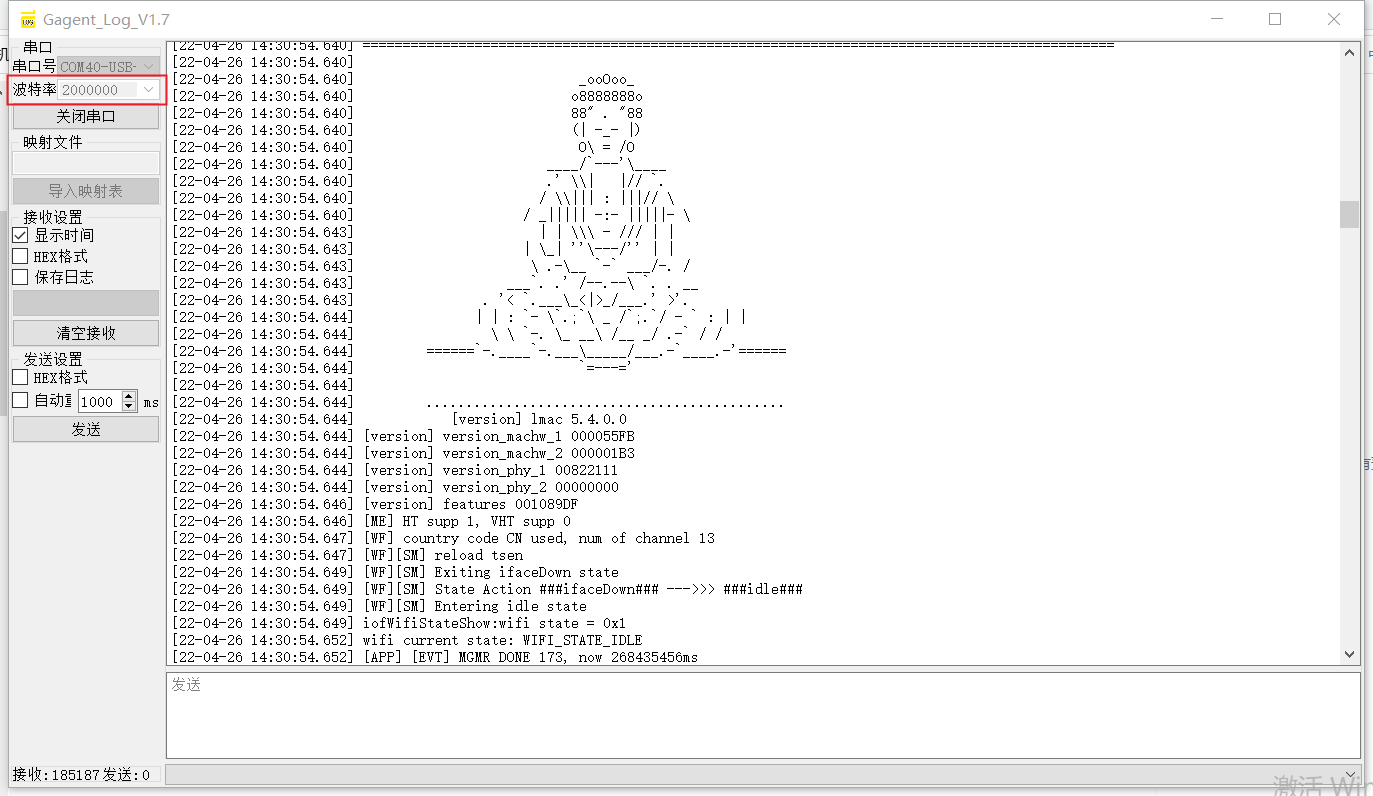 Gagent_Log_V1.7
串口
串口号 COM40-USB-
波特率 2000000
关闭串口
映射文件
导入映射表
接收设置
显示时间
HEX格式
保存日志
清空接收
发送设置
HEX格式
自动重 1000 ms
发送
接收:185187 发送:0
[22-04-26 14:30:54.640] ===============================================================================================
[22-04-26 14:30:54.640]
[22-04-26 14:30:54.640]                            _ooOoo_
[22-04-26 14:30:54.640]                           o8888888o
[22-04-26 14:30:54.640]                           88" . "88
[22-04-26 14:30:54.640]                           (| -_- |)
[22-04-26 14:30:54.640]                            O\ = /O
[22-04-26 14:30:54.640]                        ____/`---'\____
[22-04-26 14:30:54.640]                        .' \\|   |// `.
[22-04-26 14:30:54.640]                       / \\||| : |||// \
[22-04-26 14:30:54.640]                     / _||||| -:- |||||- \
[22-04-26 14:30:54.640]                       | | \\\ - /// | |
[22-04-26 14:30:54.643]                     | \_| ''\---/'' | |
[22-04-26 14:30:54.643]                      \ .-\__ `-` ___/-. /
[22-04-26 14:30:54.643]                   ___`. .' /--.--\ `. . __
[22-04-26 14:30:54.643]                . '< `.___\_<|>_/___.' >'.
[22-04-26 14:30:54.644]               | | : `- \`.;`\ _ /`;.`/ - ` : | |
[22-04-26 14:30:54.644]                 \ \ `-. \_ __\ /__ _/ .-` / /
[22-04-26 14:30:54.644]         ======`-.____`-.___\_____/___.-`____.-'======
[22-04-26 14:30:54.644]                            `=---='
[22-04-26 14:30:54.644]
[22-04-26 14:30:54.644]         .............................................
[22-04-26 14:30:54.644]            [version] lmac 5.4.0.0
[22-04-26 14:30:54.644] [version] version_machw_1 000055FB
[22-04-26 14:30:54.644] [version] version_machw_2 000001B3
[22-04-26 14:30:54.644] [version] version_phy_1 00822111
[22-04-26 14:30:54.644] [version] version_phy_2 00000000
[22-04-26 14:30:54.646] [version] features 001089DF
[22-04-26 14:30:54.646] [ME] HT supp 1, VHT supp 0
[22-04-26 14:30:54.647] [WF] country code CN used, num of channel 13
[22-04-26 14:30:54.647] [WF][SM] reload tsen
[22-04-26 14:30:54.649] [WF][SM] Exiting ifaceDown state
[22-04-26 14:30:54.649] [WF][SM] State Action ###ifaceDown### --->>> ###idle###
[22-04-26 14:30:54.649] [WF][SM] Entering idle state
[22-04-26 14:30:54.649] iofWifiStateShow:wifi state = 0x1
[22-04-26 14:30:54.652] wifi current state: WIFI_STATE_IDLE
[22-04-26 14:30:54.652] [APP] [EVT] MGMR DONE 173, now 268435456ms
发送
激活 Win